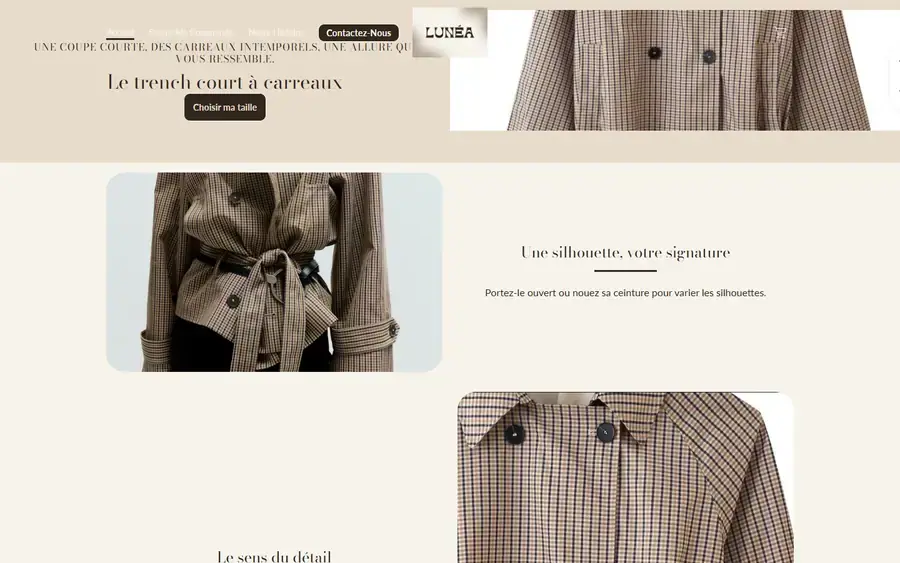 Accueil
Contactez-Nous
LUNÉA
UNE COUPE COURTE, DES CARREAUX INTEMPORELS, UNE ALLURE QU
VOUS RESSEMBLE.
Le trench court à carreaux
Choisir ma taille
Une silhouette, votre signature
Portez-le ouvert ou nouez sa ceinture pour varier les silhouettes.
Le sens du détail